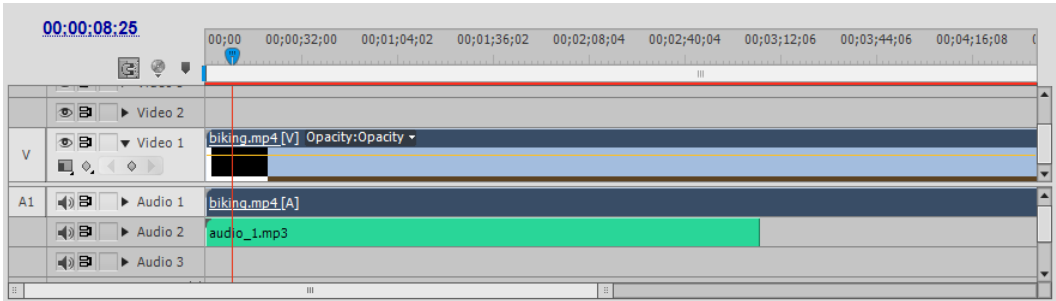 00;00;08;25
00;00 00;00;32;00 00;01;04;02 00;01;36;02 00;02;08;04 00;02;40;04 00;03;12;06 00;03;44;06 00;04;16;08
Video 2
V Video 1 biking.mp4 [V] Opacity:Opacity
A1 Audio 1 biking.mp4 [A]
Audio 2 audio_1.mp3
Audio 3